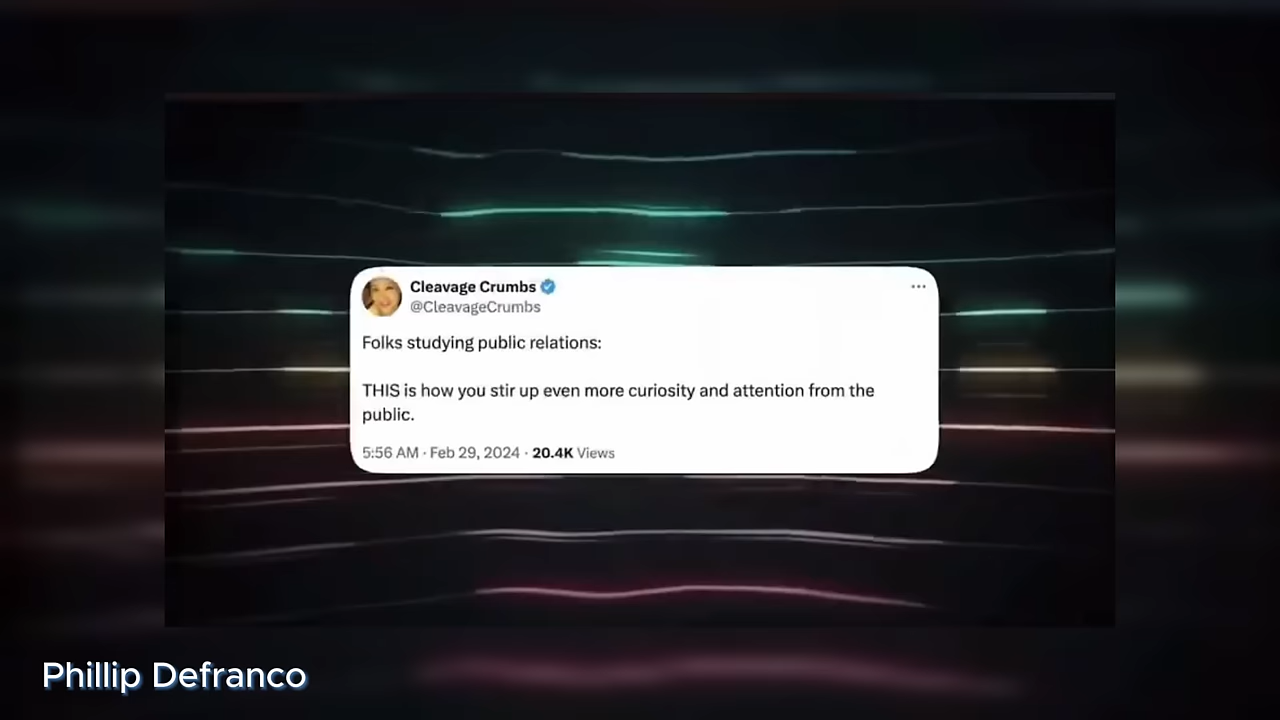 Cleavage Crumbs
@CleavageCrumbs
Folks studying public relations:
THIS is how you stir up even more curiosity and attention from the
public.
5:56 AM · Feb 29, 2024 · 20.4K Views
Phillip Defranco